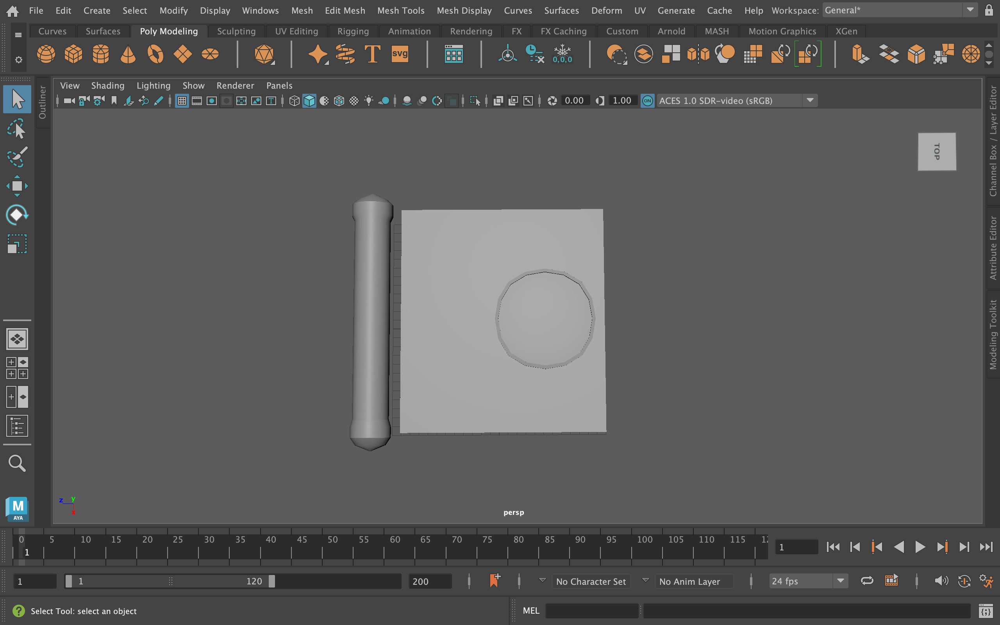 File Edit Create Select Modify Display Windows Mesh Edit Mesh Mesh Tools Mesh Display Curves Surfaces Deform UV Generate Cache Help Workspace: General*
Curves Surfaces Poly Modeling Sculpting UV Editing Rigging Animation Rendering FX FX Caching Custom Arnold MASH Motion Graphics XGen
T svg 0,0,0
Outliner
View Shading Lighting Show Renderer Panels
T 0.00 1.00 ON ACES 1.0 SDR-video (sRGB)
Channel Box / Layer Editor
Attribute Editor
Modeling Toolkit
TOP
z y
x
persp
M
AYA
0 5 10 15 20 25 30 35 40 45 50 55 60 65 70 75 80 85 90 95 100 105 110 115
1
1
1 1 120 200 No Character Set No Anim Layer 24 fps
? Select Tool: select an object MEL {;}